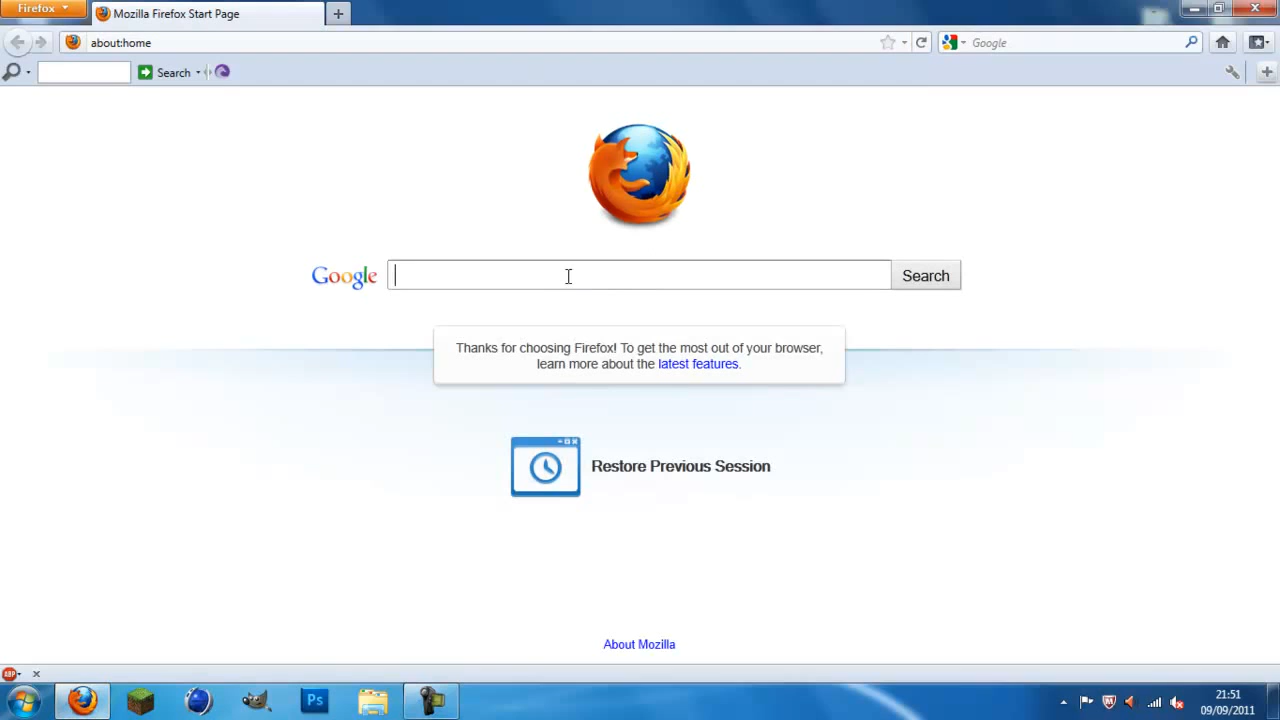 Firefox
Mozilla Firefox Start Page
about:home
Google
Search
Google
Search
Thanks for choosing Firefox! To get the most out of your browser,
learn more about the latest features.
Restore Previous Session
About Mozilla
ABP
Ps
21:51
09/09/2011